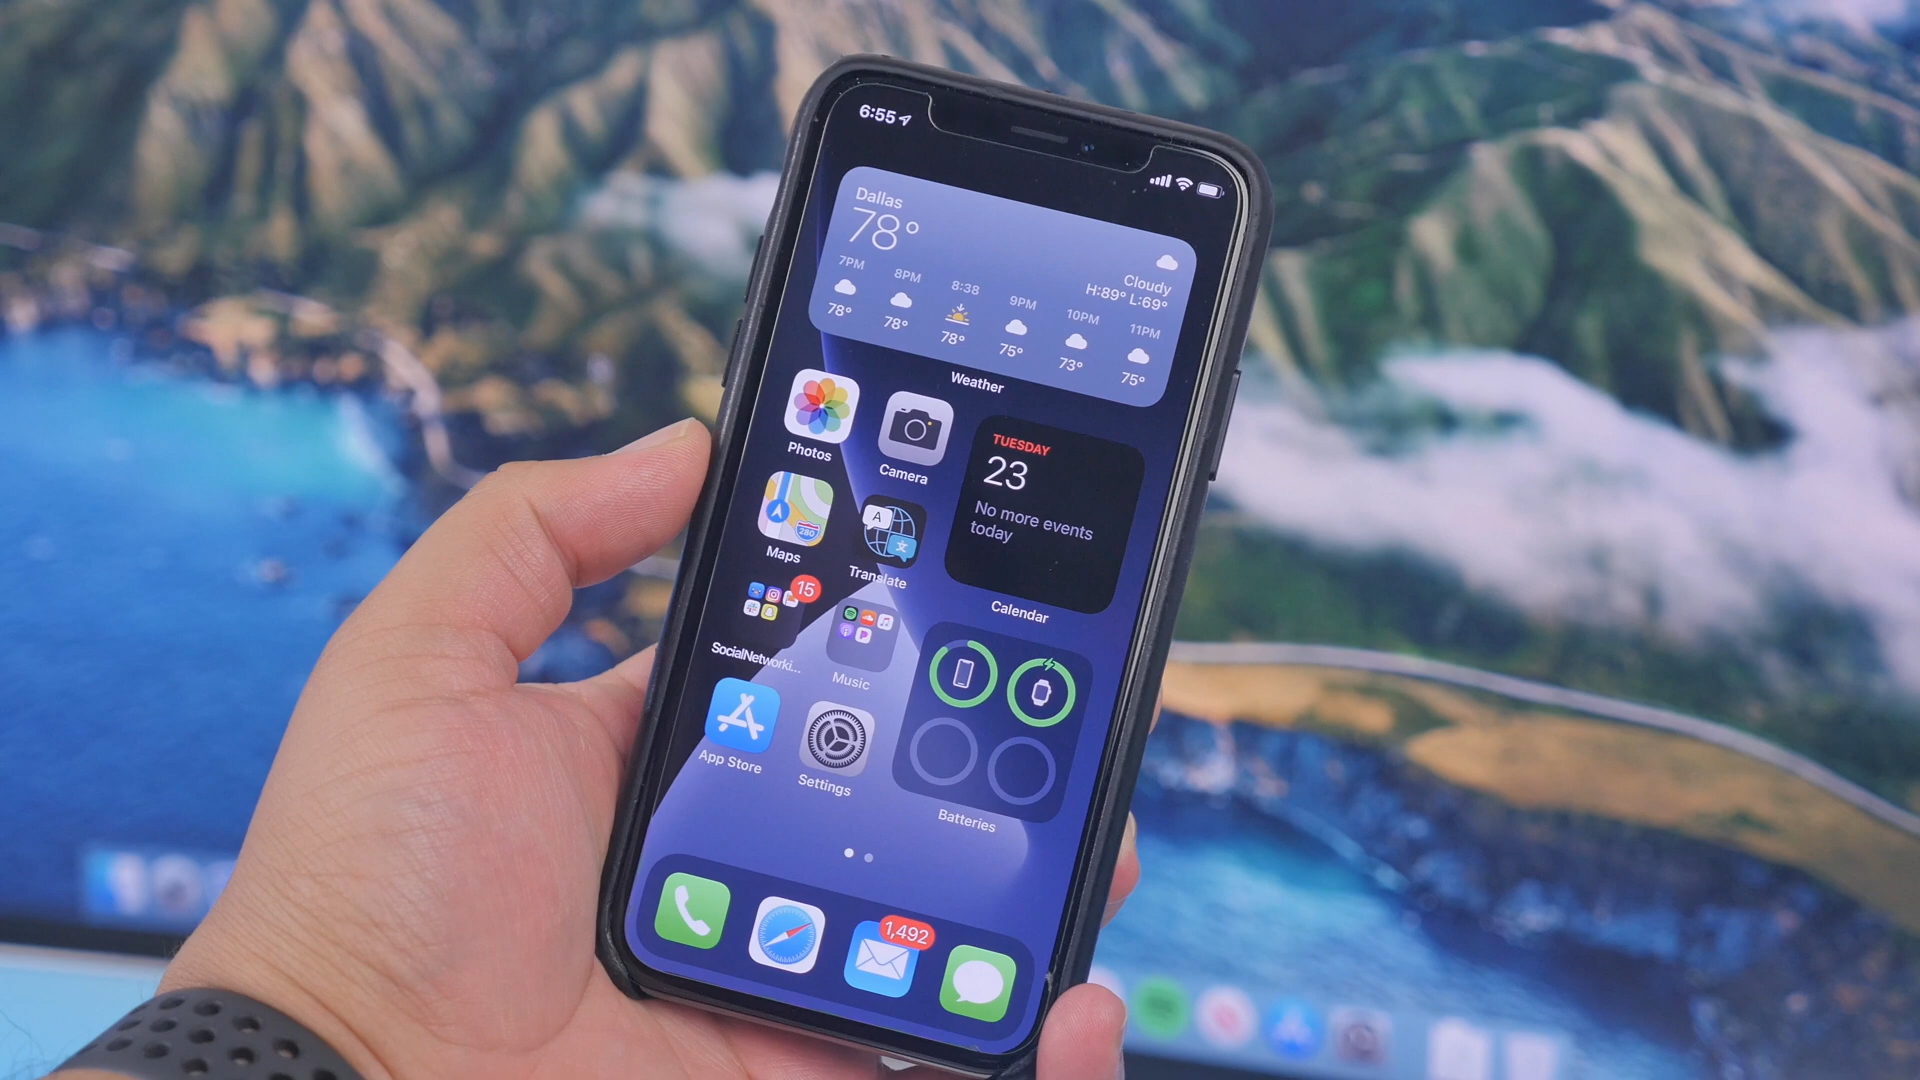 6:55
Dallas
78°
Cloudy
H:89° L:69°
7PM 8PM 8:38 9PM 10PM 11PM
78° 78° 78° 75° 73° 75°
Weather
Photos
Camera
TUESDAY
23
No more events
today
Calendar
280
Maps
A
文
Translate
15
SocialNetworki...
Music
App Store
Settings
Batteries
1,492